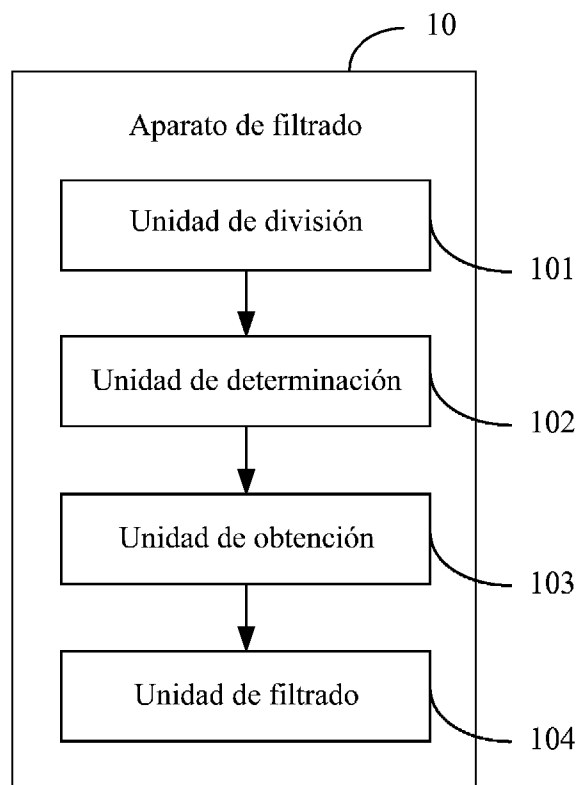 10
Aparato de filtrado
Unidad de división
101
Unidad de determinación
102
Unidad de obtención
103
Unidad de filtrado
104